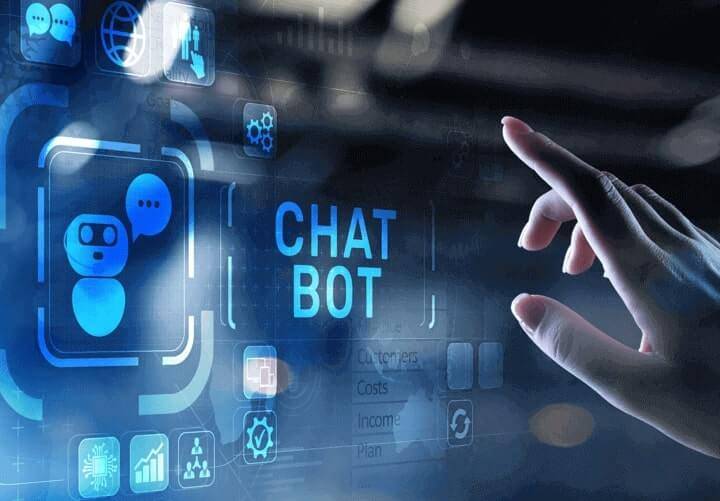 CHAT
BOT
Customers
Costs
Income
Plan